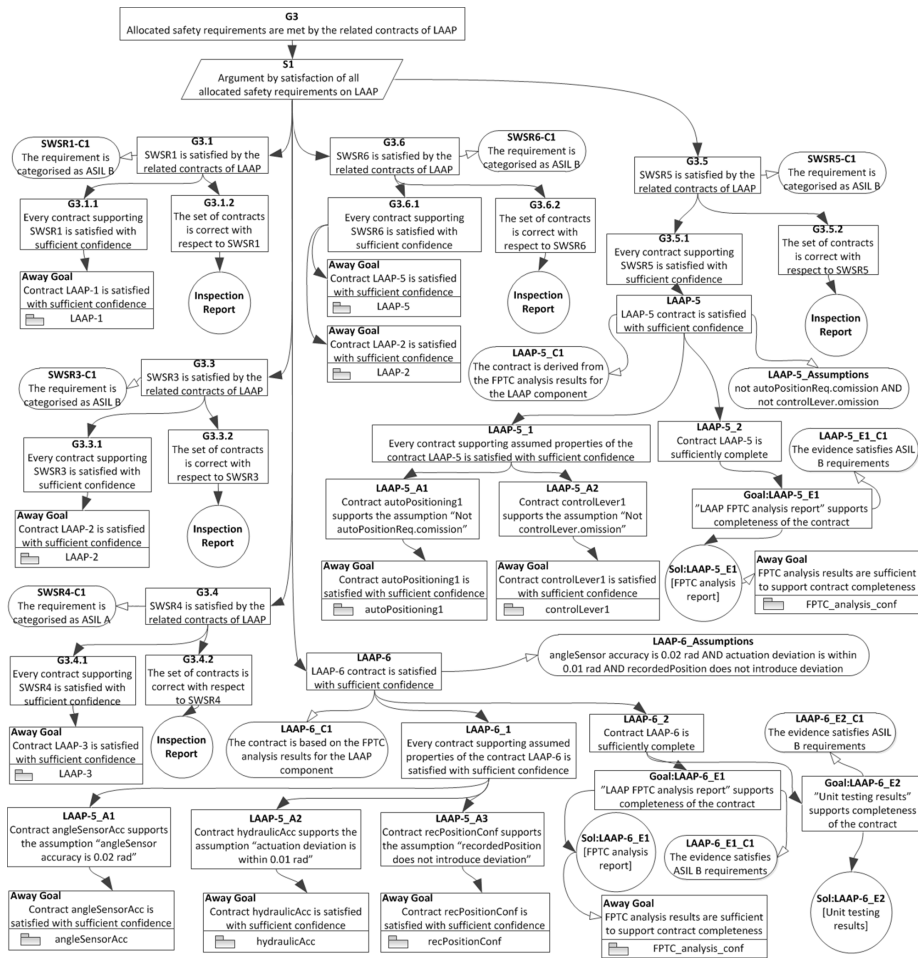 G3
Allocated safety requirements are met by the related contracts of LAAP
S1
Argument by satisfaction of all
allocated safety requirements on LAAP
SWSR1-C1
The requirement is
categorised as ASIL B
G3.1
SWSR1 is satisfied by the
related contracts of LAAP
G3.1.1
Every contract supporting
SWSR1 is satisfied with
sufficient confidence
G3.1.2
The set of contracts
is correct with
respect to SWSR1
Away Goal
Contract LAAP-1 is satisfied
with sufficient confidence
LAAP-1
Inspection
Report
G3.6
SWSR6 is satisfied by the
related contracts of LAAP
SWSR6-C1
The requirement is
categorised as ASIL B
G3.6.1
Every contract supporting
SWSR6 is satisfied with
sufficient confidence
G3.6.2
The set of contracts
is correct with
respect to SWSR6
Away Goal
Contract LAAP-5 is satisfied
with sufficient confidence
LAAP-5
Away Goal
Contract LAAP-2 is satisfied
with sufficient confidence
LAAP-2
Inspection
Report
G3.5
SWSR5 is satisfied by the
related contracts of LAAP
SWSR5-C1
The requirement is
categorised as ASIL B
G3.5.1
Every contract supporting
SWSR5 is satisfied with
sufficient confidence
G3.5.2
The set of contracts
is correct with
respect to SWSR5
Inspection
Report
LAAP-5
LAAP-5 contract is satisfied
with sufficient confidence
LAAP-5_C1
The contract is derived from
the FPTC analysis results for
the LAAP component
LAAP-5_Assumptions
not autoPositionReq.comission AND
not controlLever.omission
SWSR3-C1
The requirement is
categorised as ASIL B
G3.3
SWSR3 is satisfied by the
related contracts of LAAP
G3.3.1
Every contract supporting
SWSR3 is satisfied with
sufficient confidence
G3.3.2
The set of contracts
is correct with
respect to SWSR3
Away Goal
Contract LAAP-2 is satisfied
with sufficient confidence
LAAP-2
Inspection
Report
LAAP-5_1
Every contract supporting assumed properties of the
contract LAAP-5 is satisfied with sufficient confidence
LAAP-5_2
Contract LAAP-5 is
sufficiently complete
LAAP-5_E1_C1
The evidence satisfies ASIL
B requirements
LAAP-5_A1
Contract autoPositioning1
supports the assumption “Not
autoPositionReq.comission”
LAAP-5_A2
Contract controlLever1
supports the assumption “Not
controlLever.omission”
Goal:LAAP-5_E1
”LAAP FPTC analysis report” supports
completeness of the contract
Away Goal
Contract autoPositioning1 is
satisfied with sufficient confidence
autoPositioning1
Away Goal
Contract controlLever1 is satisfied
with sufficient confidence
controlLever1
Sol:LAAP-5_E1
[FPTC analysis
report]
Away Goal
FPTC analysis results are sufficient
to support contract completeness
FPTC_analysis_conf
SWSR4-C1
The requirement is
categorised as ASIL A
G3.4
SWSR4 is satisfied by the
related contracts of LAAP
G3.4.1
Every contract supporting
SWSR4 is satisfied with
sufficient confidence
G3.4.2
The set of contracts is
correct with respect
to SWSR4
Away Goal
Contract LAAP-3 is satisfied
with sufficient confidence
LAAP-3
Inspection
Report
LAAP-6
LAAP-6 contract is satisfied
with sufficient confidence
LAAP-6_Assumptions
angleSensor accuracy is 0.02 rad AND actuation deviation is within
0.01 rad AND recordedPosition does not introduce deviation
LAAP-6_C1
The contract is based on the FPTC
analysis results for the LAAP
component
LAAP-6_1
Every contract supporting assumed
properties of the contract LAAP-6 is
satisfied with sufficient confidence
LAAP-6_2
Contract LAAP-6 is
sufficiently complete
LAAP-6_E2_C1
The evidence satisfies ASIL
B requirements
Goal:LAAP-6_E1
”LAAP FPTC analysis report” supports
completeness of the contract
Goal:LAAP-6_E2
”Unit testing results”
supports completeness
of the contract
LAAP-5_A1
Contract angleSensorAcc supports
the assumption “angleSensor
accuracy is 0.02 rad”
LAAP-5_A2
Contract hydraulicAcc supports the
assumption “actuation deviation is
within 0.01 rad”
LAAP-5_A3
Contract recPositionConf supports
the assumption “recordedPosition
does not introduce deviation”
Sol:LAAP-6_E1
[FPTC analysis
report]
LAAP-6_E1_C1
The evidence satisfies
ASIL B requirements
Sol:LAAP-6_E2
[Unit testing
results]
Away Goal
Contract angleSensorAcc is
satisfied with sufficient confidence
angleSensorAcc
Away Goal
Contract hydraulicAcc is satisfied
with sufficient confidence
hydraulicAcc
Away Goal
Contract recPositionConf is
satisfied with sufficient confidence
recPositionConf
Away Goal
FPTC analysis results are sufficient
to support contract completeness
FPTC_analysis_conf